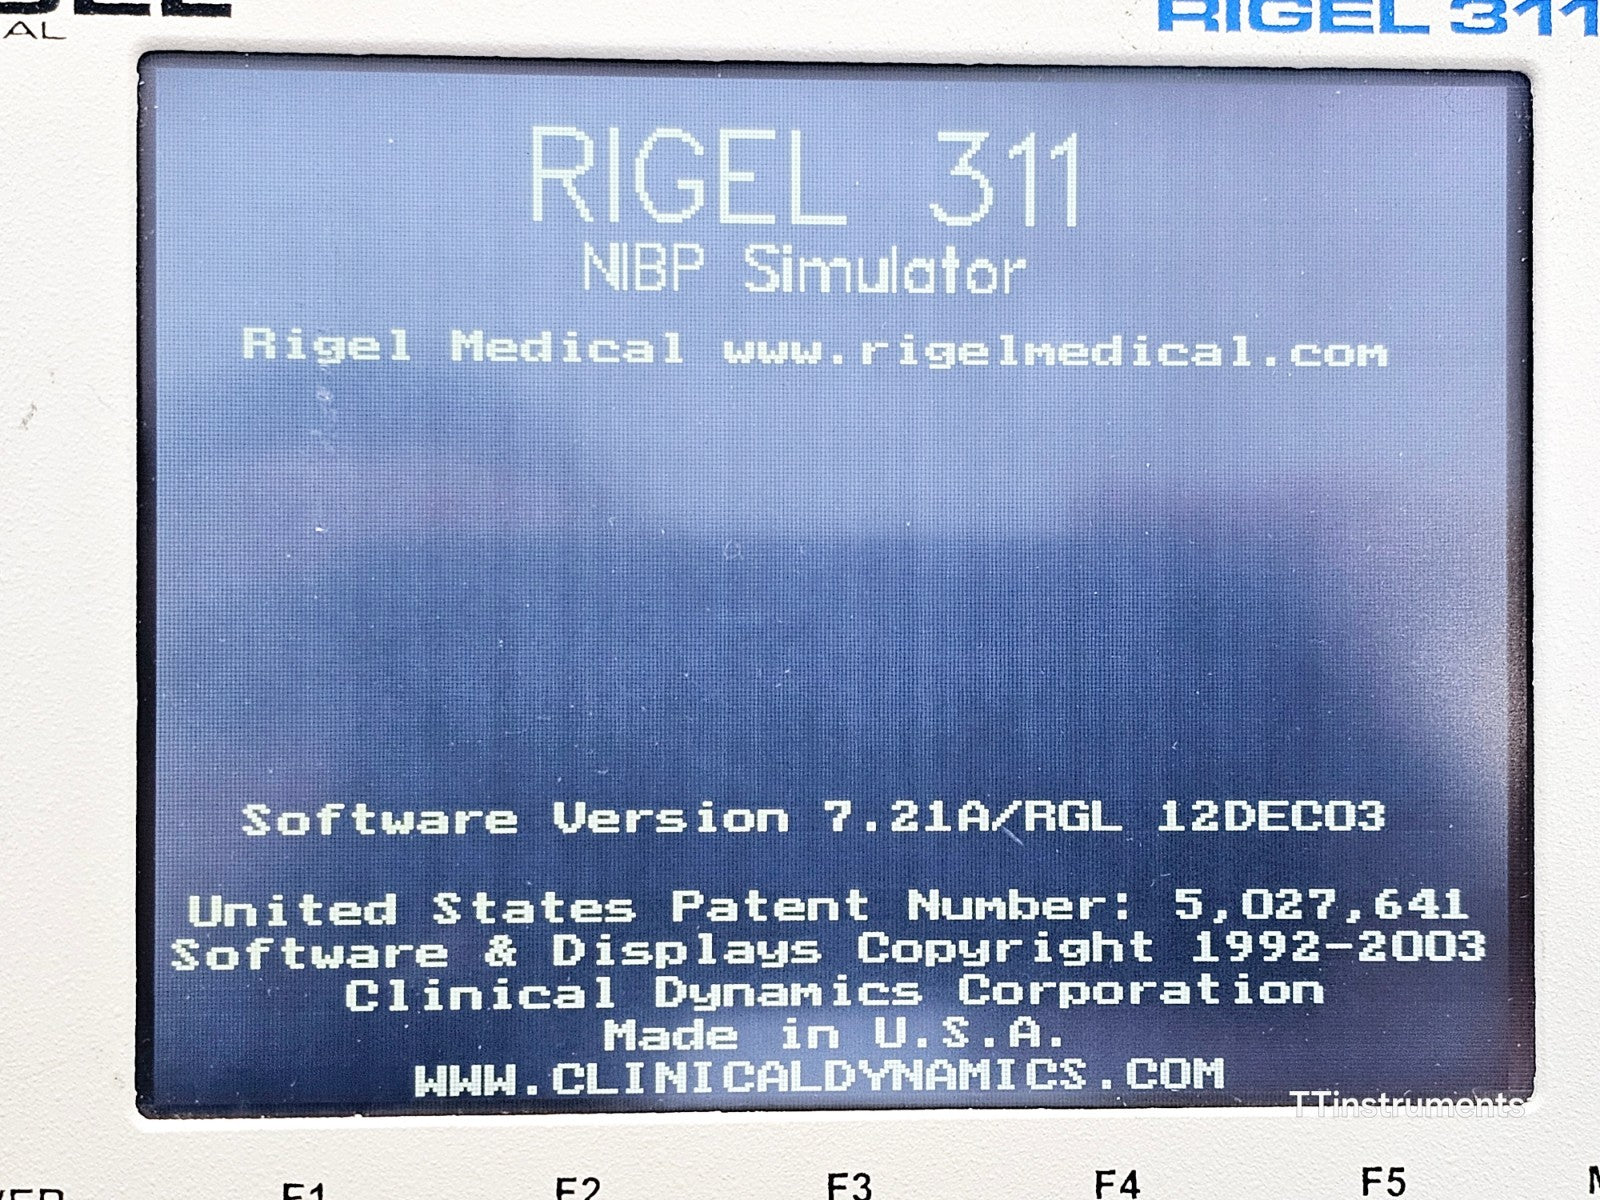 AL
RIGEL 311
RIGEL 311
NIBP Simulator
Rigel Medical www.rigelmedical.com
Software Version 7.21A/RGL 12DEC03
United States Patent Number: 5,027,641
Software & Displays Copyright 1992-2003
Clinical Dynamics Corporation
Made in U.S.A.
WWW.CLINICALDYNAMICS.COM
TTinstruments
F1 F2 F3 F4 F5